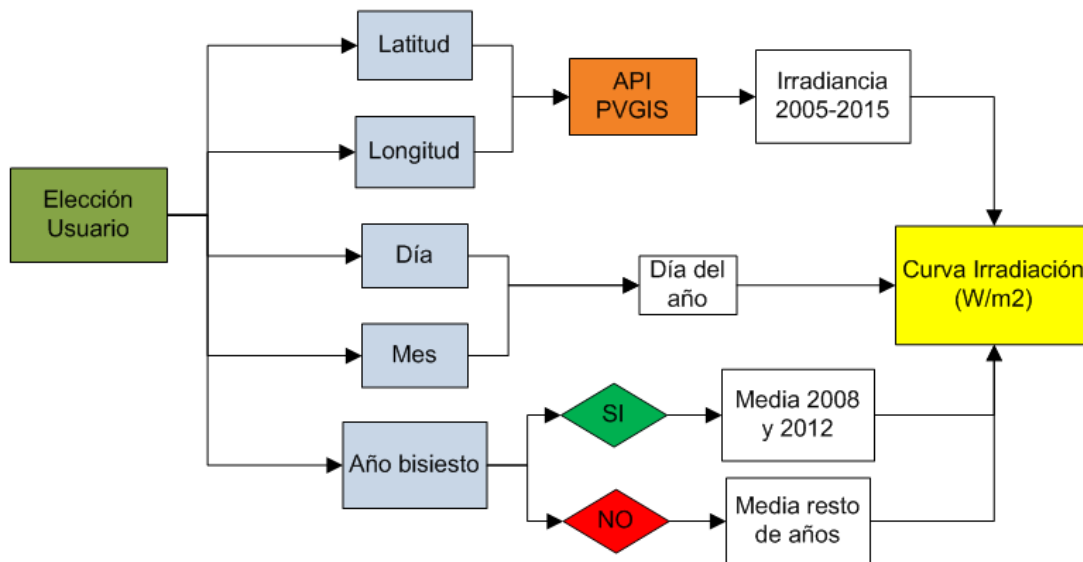 Latitud
API
PVGIS
Irradiancia
2005-2015
Longitud
Elección
Usuario
Día
Día del
año
Curva Irradiación
(W/m2)
Mes
Año bisiesto
SI
Media 2008
y 2012
NO
Media resto
de años